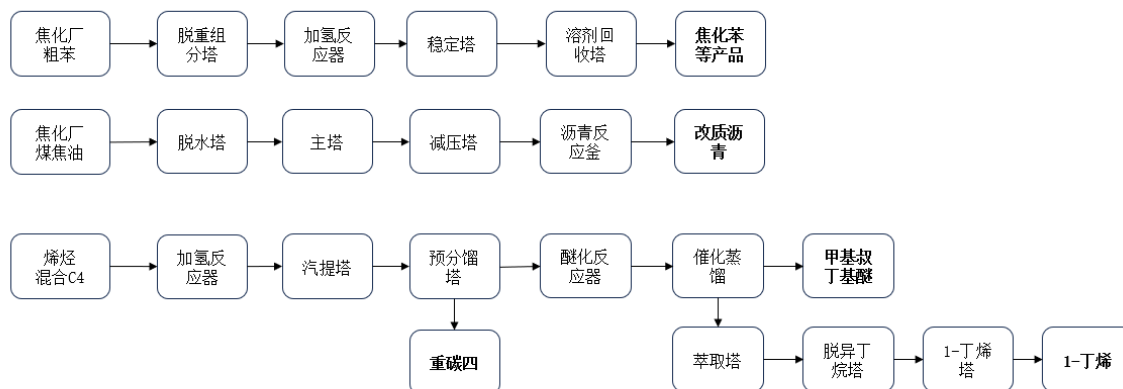 焦化厂
粗苯
脱重组
分塔
加氢反
应器
稳定塔
溶剂回
收塔
焦化苯
等产品
焦化厂
煤焦油
脱水塔
主塔
减压塔
沥青反
应釜
改质沥
青
烯烃
混合C4
加氢反
应器
汽提塔
预分馏
塔
醚化反
应器
催化蒸
馏
甲基叔
丁基醚
重碳四
萃取塔
脱异丁
烷塔
1-丁烯
塔
1-丁烯